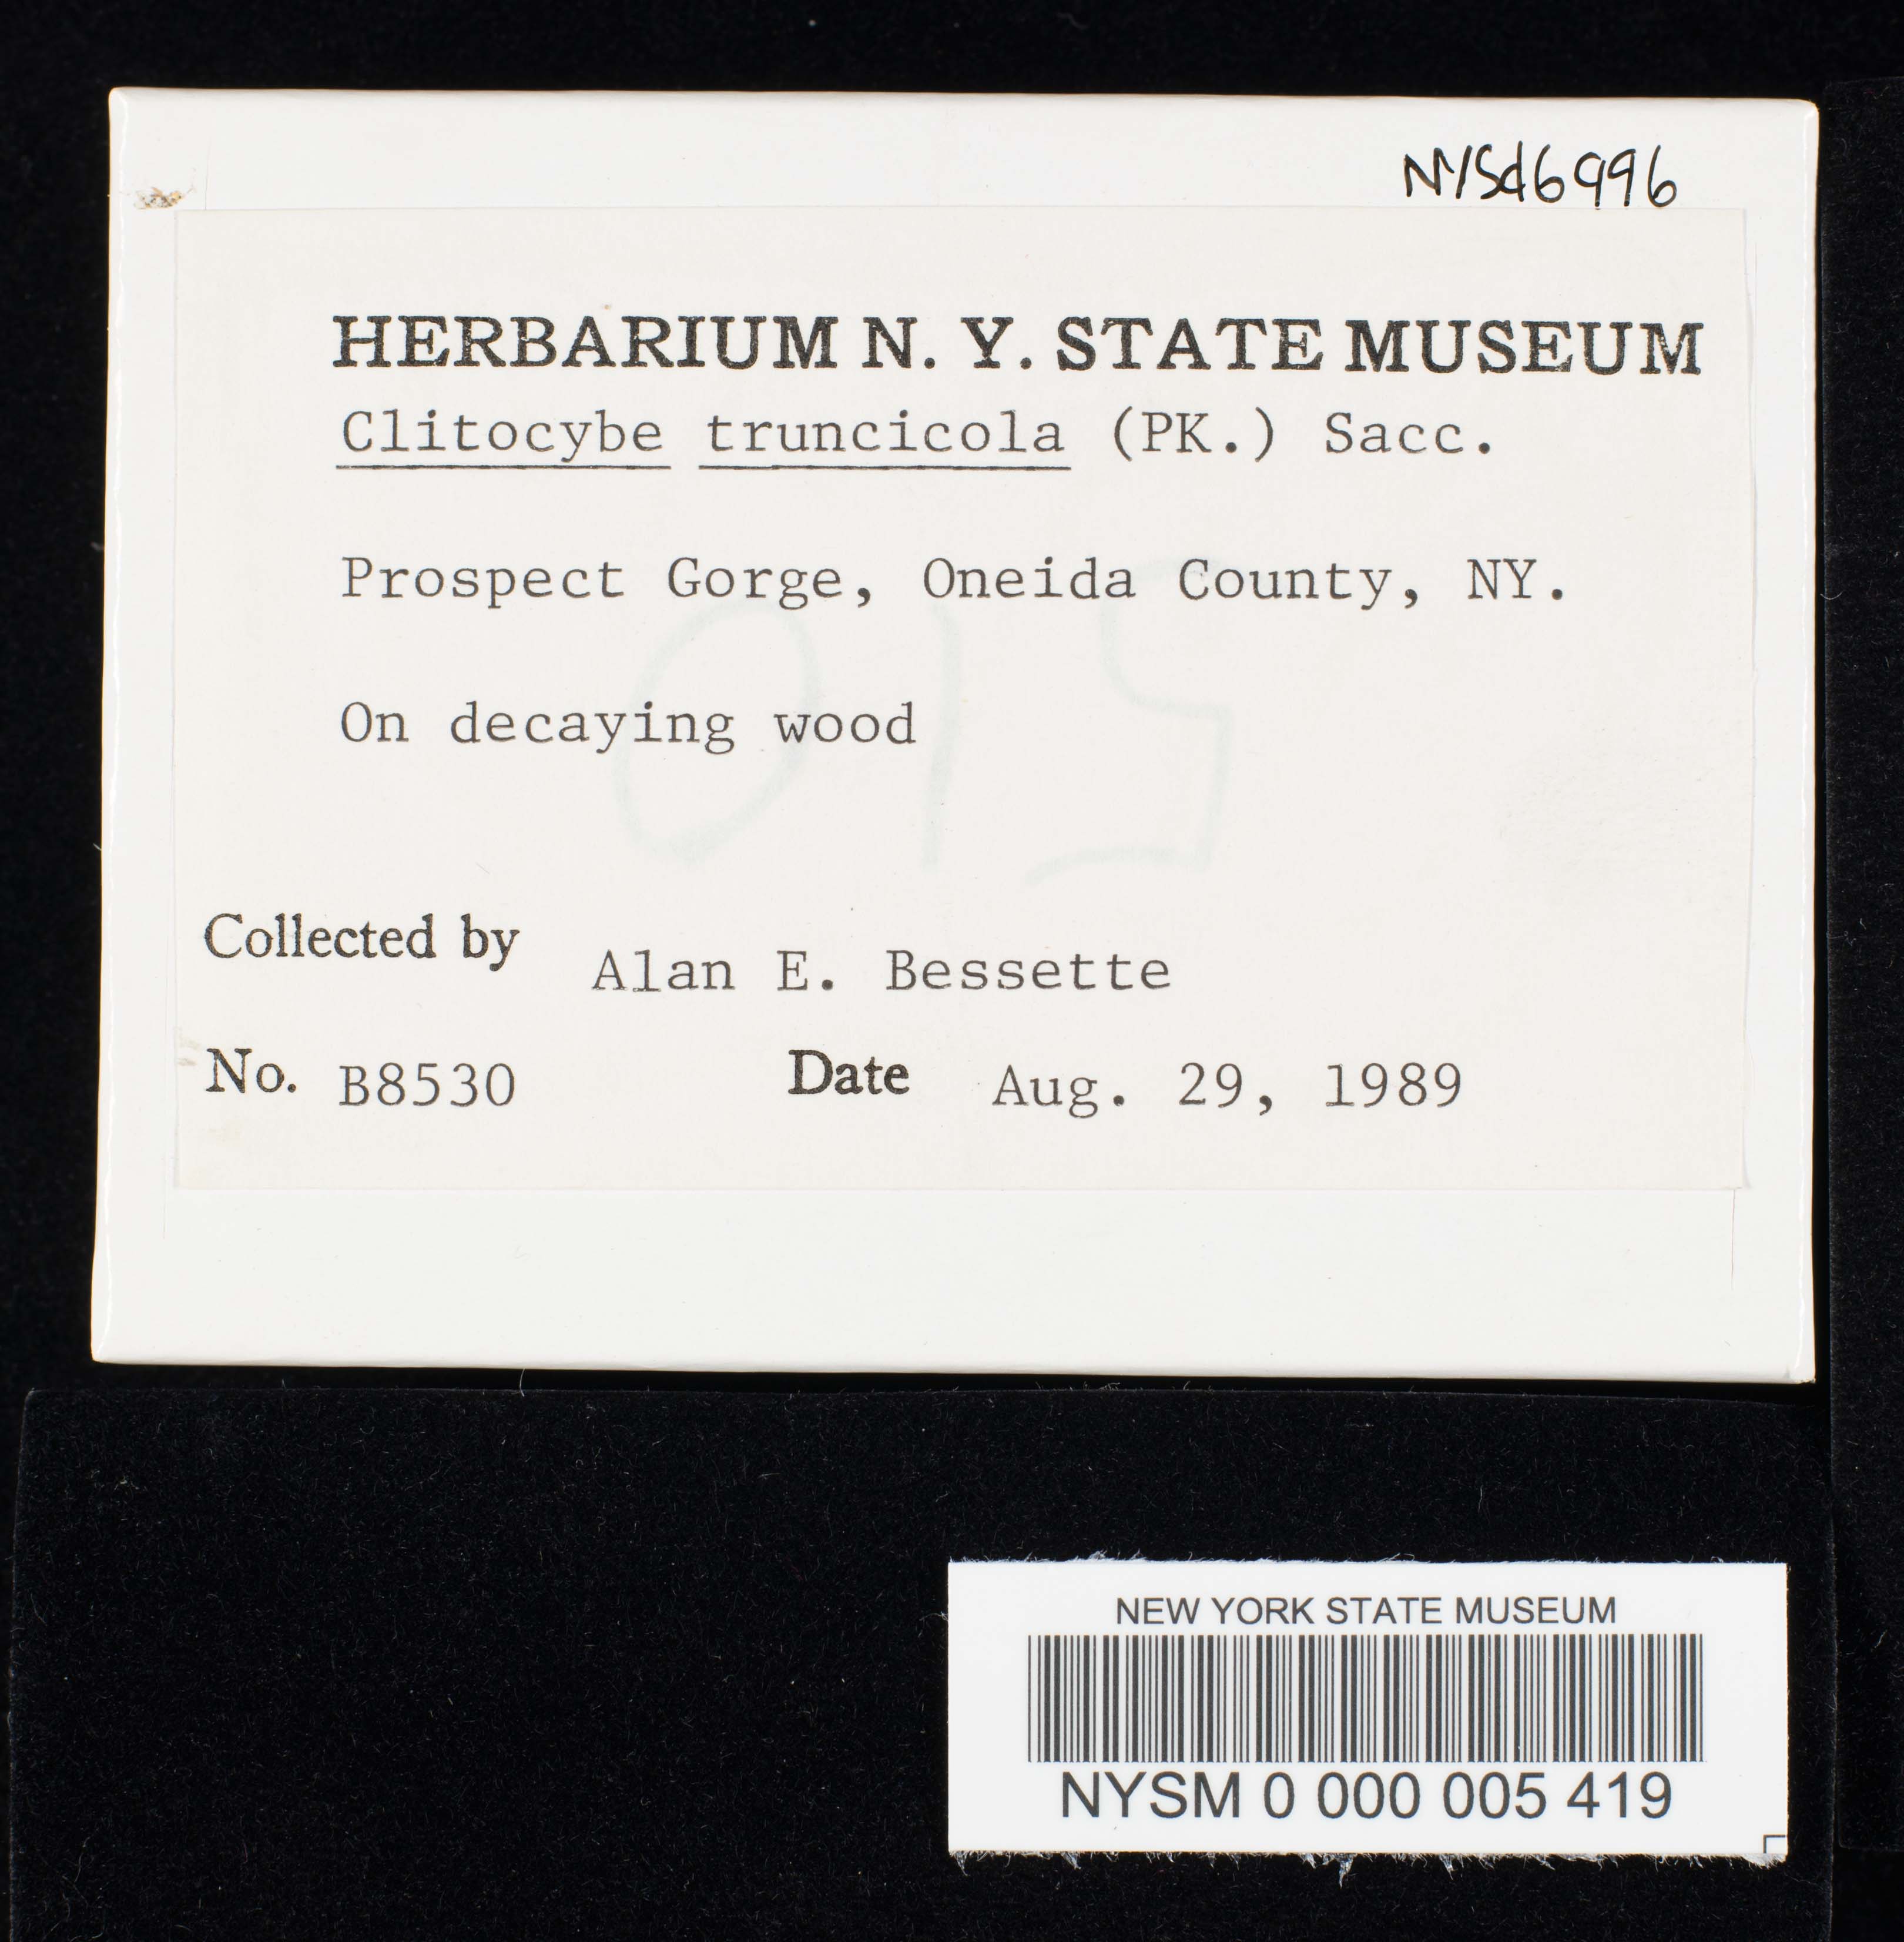 NYSd6996
HERBARIUM N. Y. STATE MUSEUM
Clitocybe truncicola (PK.) Sacc.
Prospect Gorge, Oneida County, NY.
On decaying wood
Collected by Alan E. Bessette
No. B8530 Date Aug. 29, 1989
NEW YORK STATE MUSEUM
NYSM 0 000 005 419